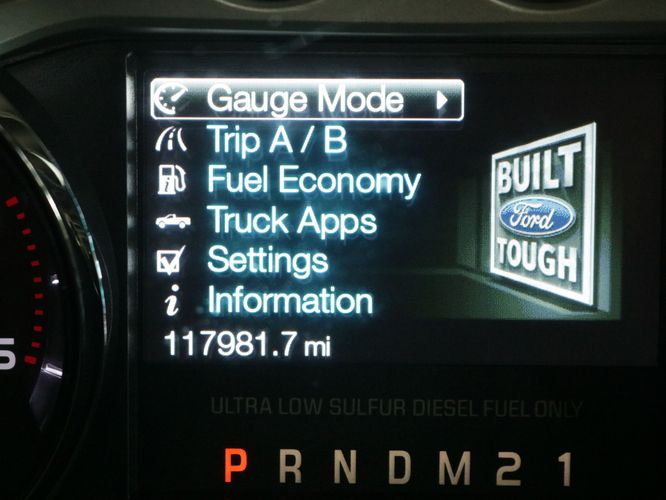 Gauge Mode
Trip A / B
Fuel Economy
Truck Apps
Settings
Information
117981.7 mi
BUILT
Ford
TOUGH
5
ULTRA LOW SULFUR DIESEL FUEL ONLY
P R N D M 2 1